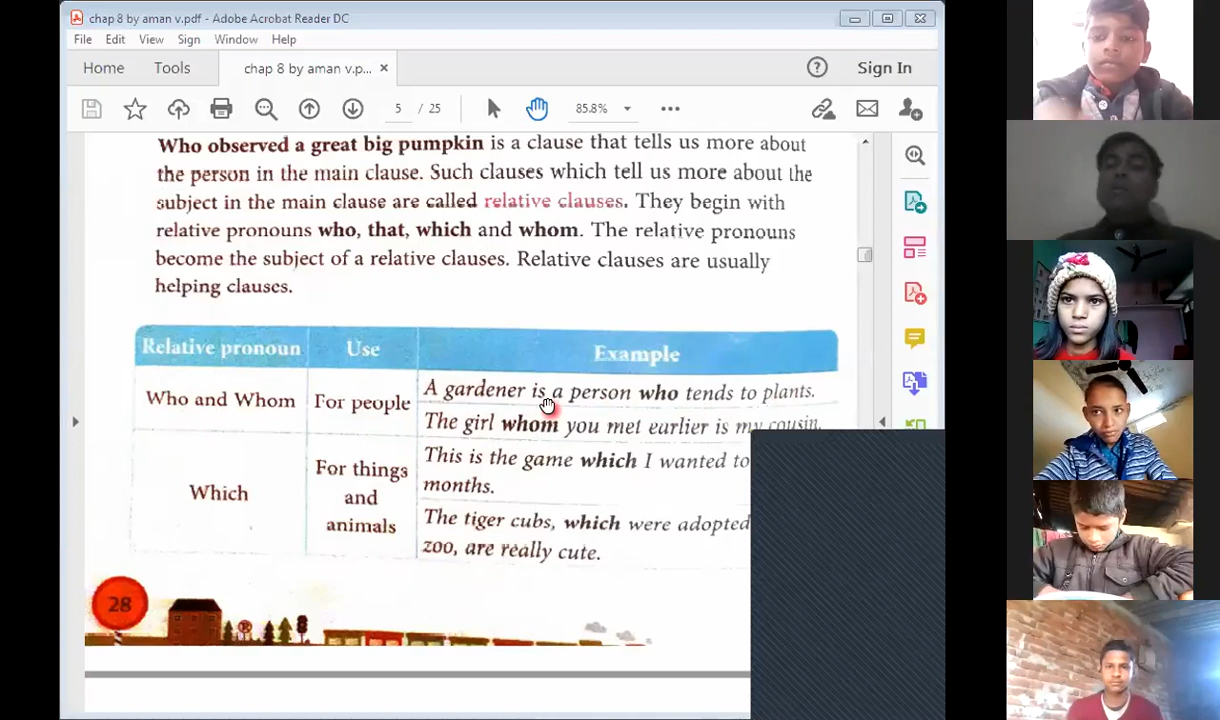 chap 8 by aman v.pdf - Adobe Acrobat Reader DC
File Edit View Sign Window Help
Home Tools chap 8 by aman v.p... × Sign In
5 / 25 85.8%
Who observed a great big pumpkin is a clause that tells us more about
the person in the main clause. Such clauses which tell us more about the
subject in the main clause are called relative clauses. They begin with
relative pronouns who, that, which and whom. The relative pronouns
become the subject of a relative clauses. Relative clauses are usually
helping clauses.
Relative pronoun Use Example
Who and Whom For people A gardener is a person who tends to plants.
The girl whom you met earlier is my cousin.
Which For things and animals This is the game which I wanted to
months.
The tiger cubs, which were adopted
zoo, are really cute.
28